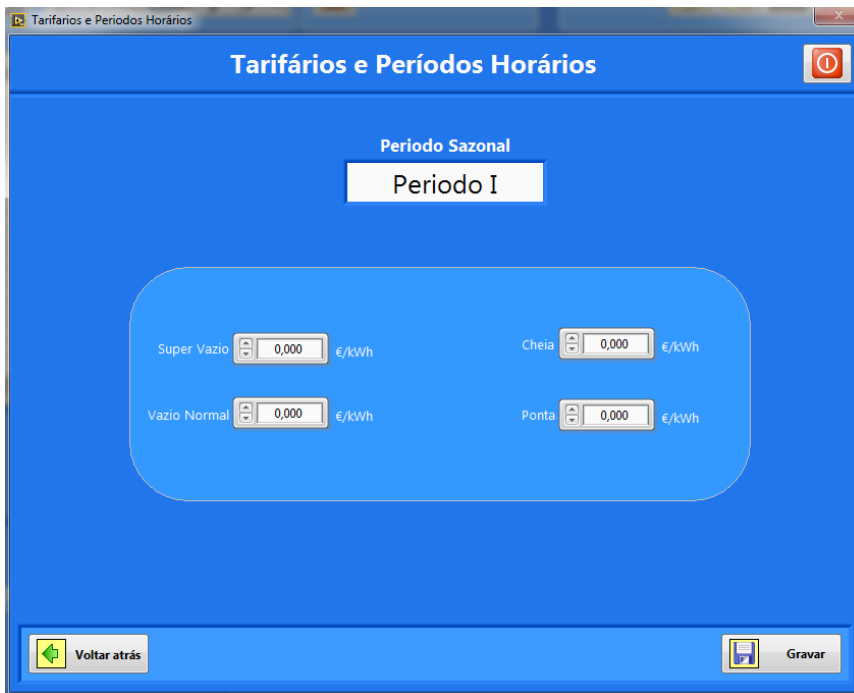 Tarifarios e Periodos Horários
Tarifários e Períodos Horários
Periodo Sazonal
Periodo I
Super Vazio 0,000 €/kWh
Cheia 0,000 €/kWh
Vazio Normal 0,000 €/kWh
Ponta 0,000 €/kWh
Voltar atrás
Gravar